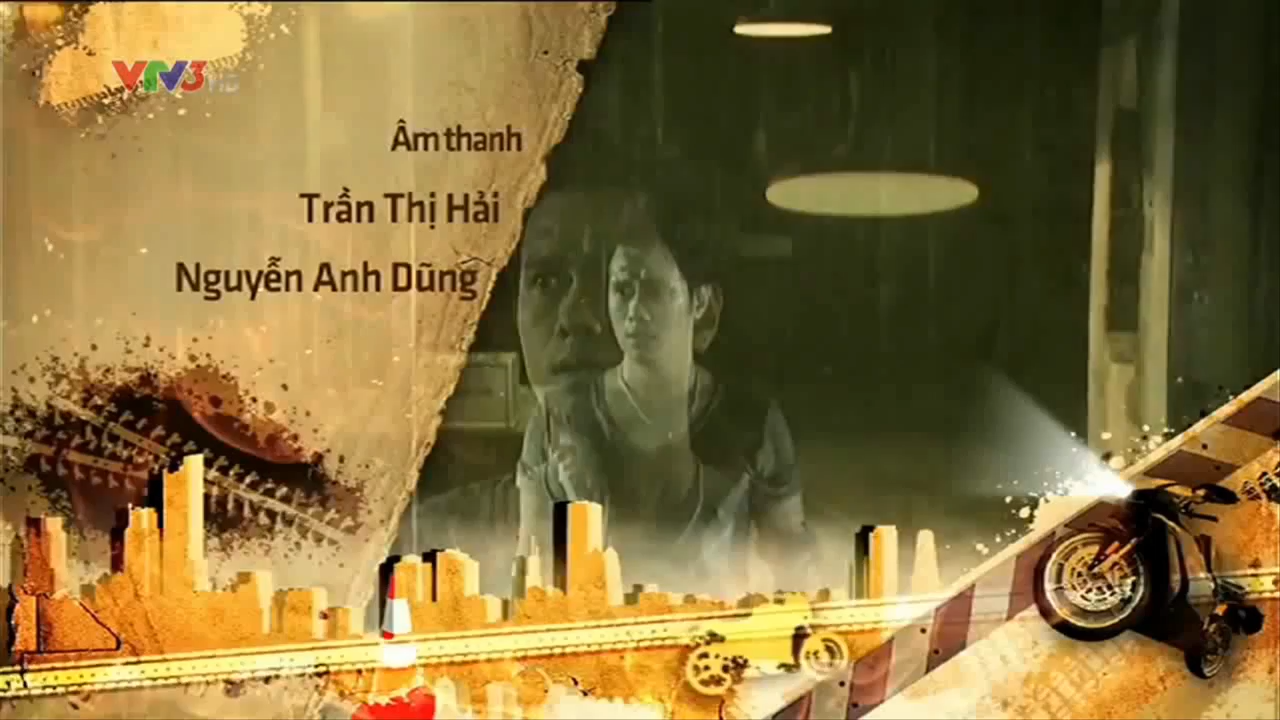 VTV3 HD
Âm thanh
Trần Thị Hải
Nguyễn Anh Dũng